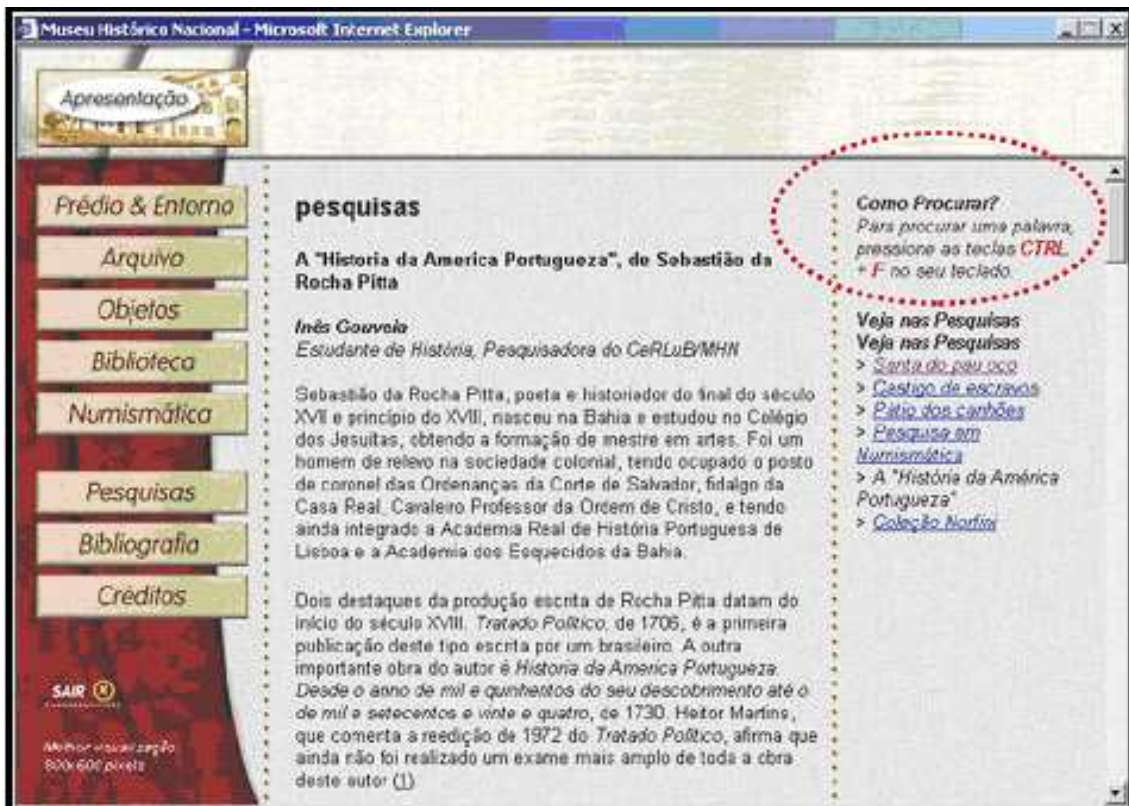 Museu Histórico Nacional - Microsoft Internet Explorer
Apresentação
Prédio & Entorno
Arquivo
Objetos
Biblioteca
Numismática
Pesquisas
Bibliografia
Créditos
SAIR
Melhor visualização
800x600 pixels
pesquisas
A "Historia da America Portugueza", de Sebastião da
Rocha Pitta
Inês Gouveia
Estudante de História, Pesquisadora do CeRLuB/MHN
Sebastião da Rocha Pitta, poeta e historiador do final do século
XVII e princípio do XVIII, nasceu na Bahia e estudou no Colégio
dos Jesuítas, obtendo a formação de mestre em artes. Foi um
homem de relevo na sociedade colonial, tendo ocupado o posto
de coronel das Ordenanças da Corte de Salvador, fidalgo da
Casa Real, Cavaleiro Professor da Ordem de Cristo, e tendo
ainda integrado a Academia Real de História Portuguesa de
Lisboa e a Academia dos Esquecidos da Bahia.
Dois destaques da produção escrita de Rocha Pitta datam do
início do século XVIII. Tratado Político, de 1706, é a primeira
publicação deste tipo escrita por um brasileiro. A outra
importante obra do autor é Historia da America Portugueza.
Desde o anno de mil e quinhentos do seu descobrimento até o
de mil e setecentos e vinte e quatro, de 1730. Heitor Martins,
que comenta a reedição de 1972 do Tratado Político, afirma que
ainda não foi realizado um exame mais amplo de toda a obra
deste autor (1)
Como Procurar?
Para procurar uma palavra,
pressione as teclas CTRL
+ F no seu teclado.
Veja nas Pesquisas
Veja nas Pesquisas
> Santa do pau oco
> Castigo de escravos
> Pátio dos canhões
> Pesquisa em
Numismática
> A "História da América
Portugueza"
> Coleção Norfini